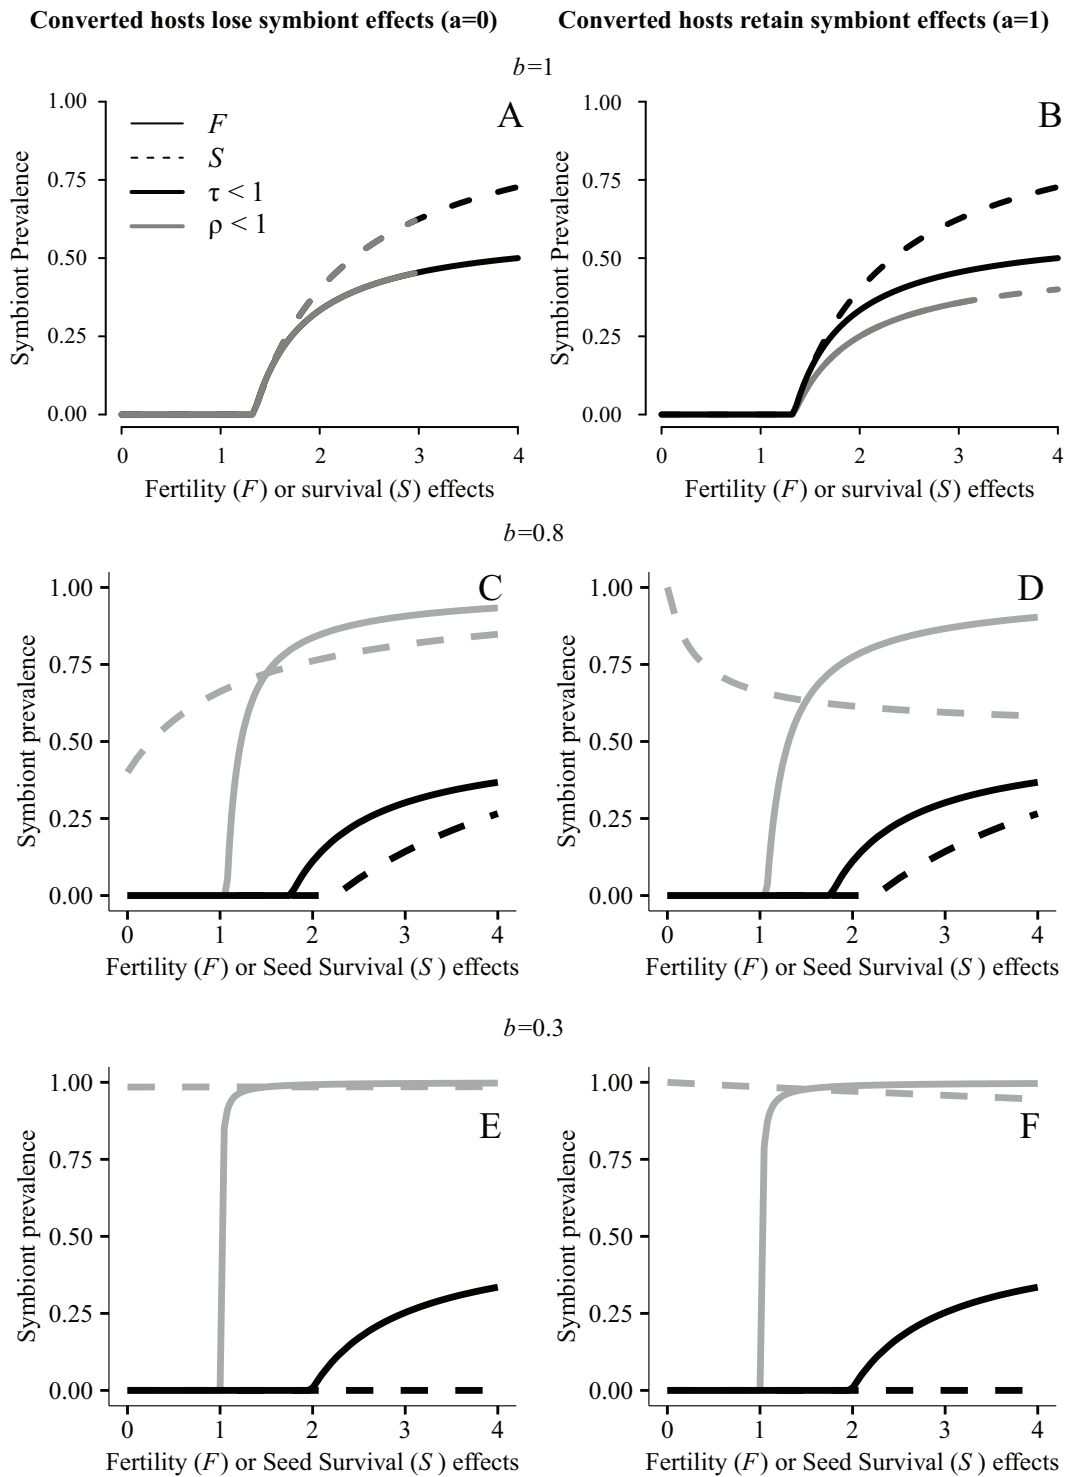 Converted hosts lose symbiont effects (a=0)
Converted hosts retain symbiont effects (a=1)
b=1
A
1.00
0.75
0.50
0.25
0.00
Symbiont Prevalence
F
S
τ < 1
ρ < 1
0 1 2 3 4
Fertility (F) or survival (S) effects
B
1.00
0.75
0.50
0.25
0.00
Symbiont Prevalence
0 1 2 3 4
Fertility (F) or survival (S) effects
b=0.8
C
1.00
0.75
0.50
0.25
0.00
Symbiont prevalence
0 1 2 3 4
Fertility (F) or Seed Survival (S ) effects
D
1.00
0.75
0.50
0.25
0.00
Symbiont prevalence
0 1 2 3 4
Fertility (F) or Seed Survival (S ) effects
b=0.3
E
1.00
0.75
0.50
0.25
0.00
Symbiont prevalence
0 1 2 3 4
Fertility (F) or Seed Survival (S ) effects
F
1.00
0.75
0.50
0.25
0.00
Symbiont prevalence
0 1 2 3 4
Fertility (F) or Seed Survival (S ) effects